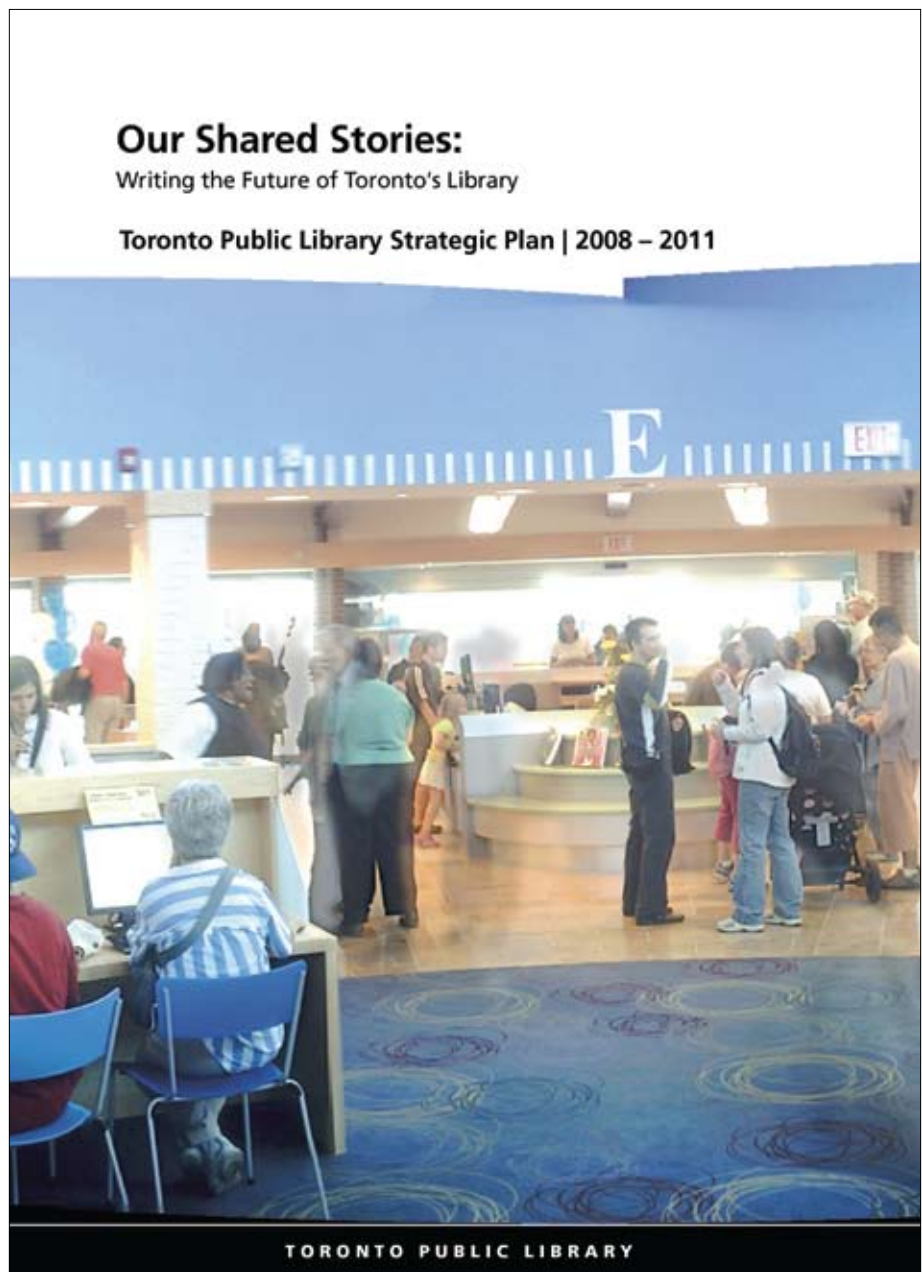 Our Shared Stories:
Writing the Future of Toronto's Library
Toronto Public Library Strategic Plan | 2008 – 2011
E
EXIT
EXIT
TORONTO PUBLIC LIBRARY